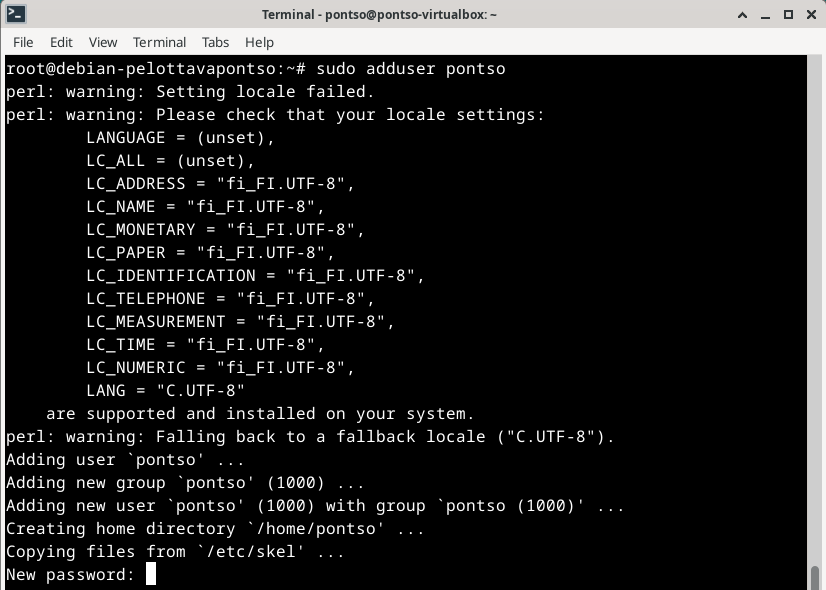 Terminal - pontso@pontso-virtualbox: ~
File Edit View Terminal Tabs Help
root@debian-pelottavapontso:~# sudo adduser pontso
perl: warning: Setting locale failed.
perl: warning: Please check that your locale settings:
        LANGUAGE = (unset),
        LC_ALL = (unset),
        LC_ADDRESS = "fi_FI.UTF-8",
        LC_NAME = "fi_FI.UTF-8",
        LC_MONETARY = "fi_FI.UTF-8",
        LC_PAPER = "fi_FI.UTF-8",
        LC_IDENTIFICATION = "fi_FI.UTF-8",
        LC_TELEPHONE = "fi_FI.UTF-8",
        LC_MEASUREMENT = "fi_FI.UTF-8",
        LC_TIME = "fi_FI.UTF-8",
        LC_NUMERIC = "fi_FI.UTF-8",
        LANG = "C.UTF-8"
    are supported and installed on your system.
perl: warning: Falling back to a fallback locale ("C.UTF-8").
Adding user `pontso' ...
Adding new group `pontso' (1000) ...
Adding new user `pontso' (1000) with group `pontso (1000)' ...
Creating home directory `/home/pontso' ...
Copying files from `/etc/skel' ...
New password: